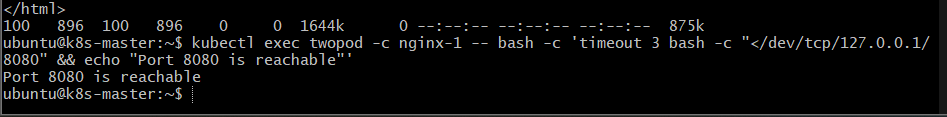 </html>
100   896  100   896    0     0  1644k      0 --:--:-- --:--:-- --:--:--  875k
ubuntu@k8s-master:~$ kubectl exec twopod -c nginx-1 -- bash -c 'timeout 3 bash -c "</dev/tcp/127.0.0.1/
8080" && echo "Port 8080 is reachable"'
Port 8080 is reachable
ubuntu@k8s-master:~$